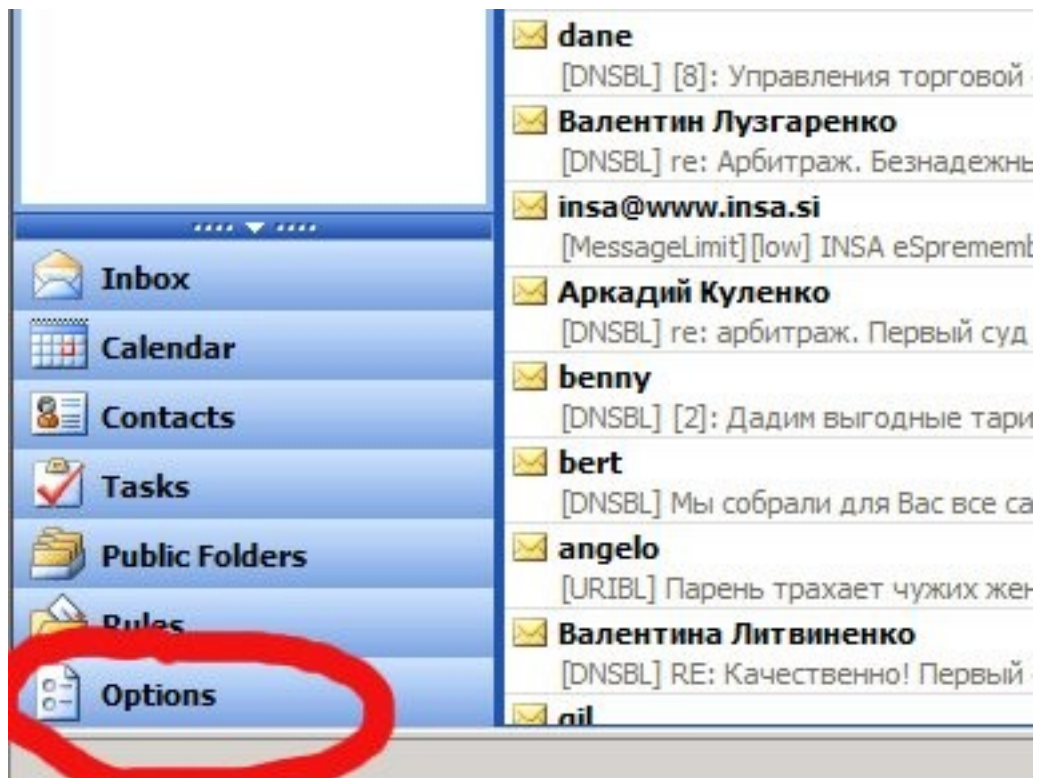 Inbox
Calendar
Contacts
Tasks
Public Folders
Rules
Options
dane
[DNSBL] [8]: Управления торговой
Валентин Лузгаренко
[DNSBL] re: Арбитраж. Безнадежны
insa@www.insa.si
[MessageLimit][low] INSA eSprememb
Аркадий Куленко
[DNSBL] re: арбитраж. Первый суд
benny
[DNSBL] [2]: Дадим выгодные тари
bert
[DNSBL] Мы собрали для Вас все са
angelo
[URIBL] Парень трахает чужих жен
Валентина Литвиненко
[DNSBL] RE: Качественно! Первый
gil